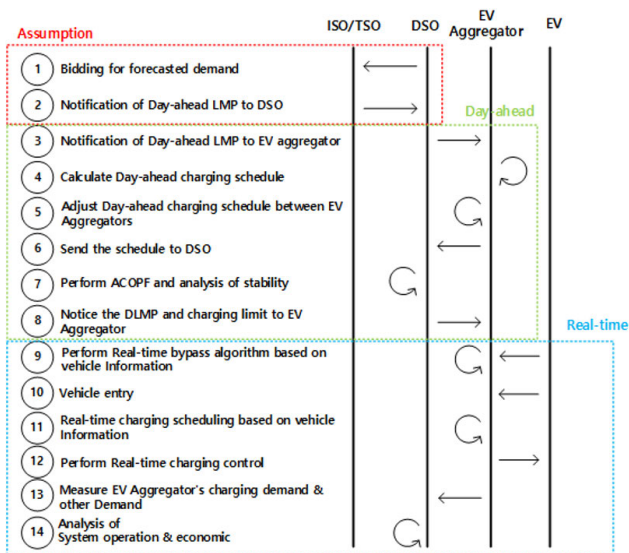 Assumption
ISO/TSO
DSO
EV
Aggregator
EV
1 Bidding for forecasted demand
2 Notification of Day-ahead LMP to DSO
Day-ahead
3 Notification of Day-ahead LMP to EV aggregator
4 Calculate Day-ahead charging schedule
5 Adjust Day-ahead charging schedule between EV
Aggregators
6 Send the schedule to DSO
7 Perform ACOPF and analysis of stability
8 Notice the DLMP and charging limit to EV
Aggregator
Real-time
9 Perform Real-time bypass algorithm based on
vehicle Information
10 Vehicle entry
11 Real-time charging scheduling based on vehicle
Information
12 Perform Real-time charging control
13 Measure EV Aggregator's charging demand &
other Demand
14 Analysis of
System operation & economic